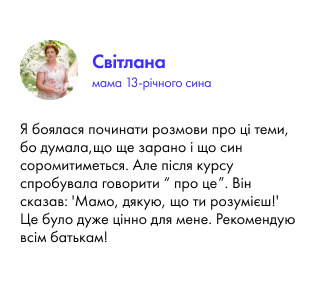 Світлана
мама 13-річного сина
Я боялася починати розмови про ці теми,
бо думала,що ще зарано і що син
соромитиметься. Але після курсу
спробувала говорити “ про це”. Він
сказав: 'Мамо, дякую, що ти розумієш!'
Це було дуже цінно для мене. Рекомендую
всім батькам!